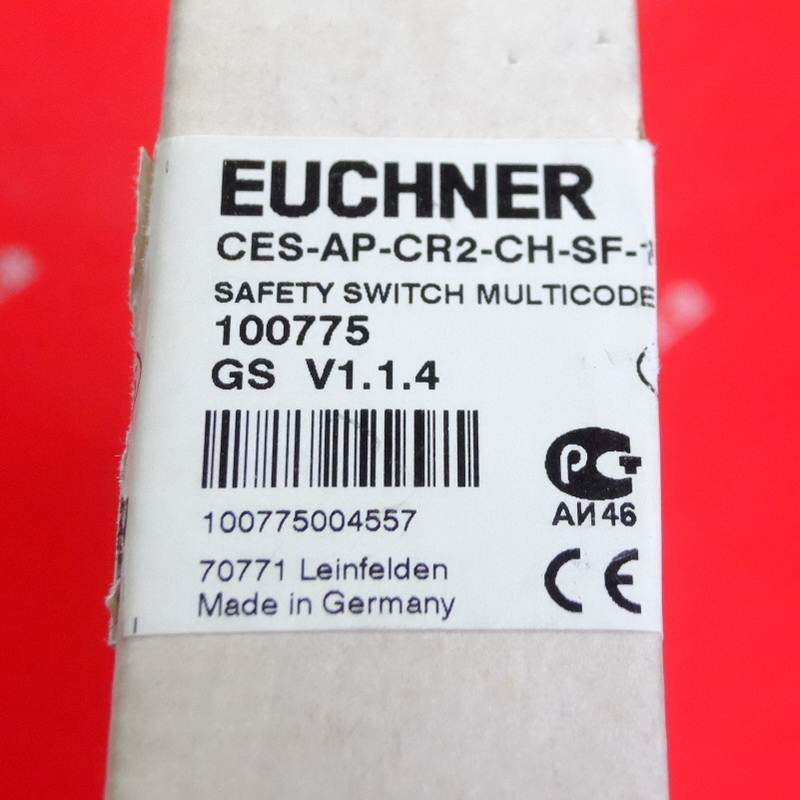 EUCHNER
CES-AP-CR2-CH-SF-
SAFETY SWITCH MULTICODE
100775
GS V1.1.4
100775004557
АИ46
70771 Leinfelden
CE
Made in Germany